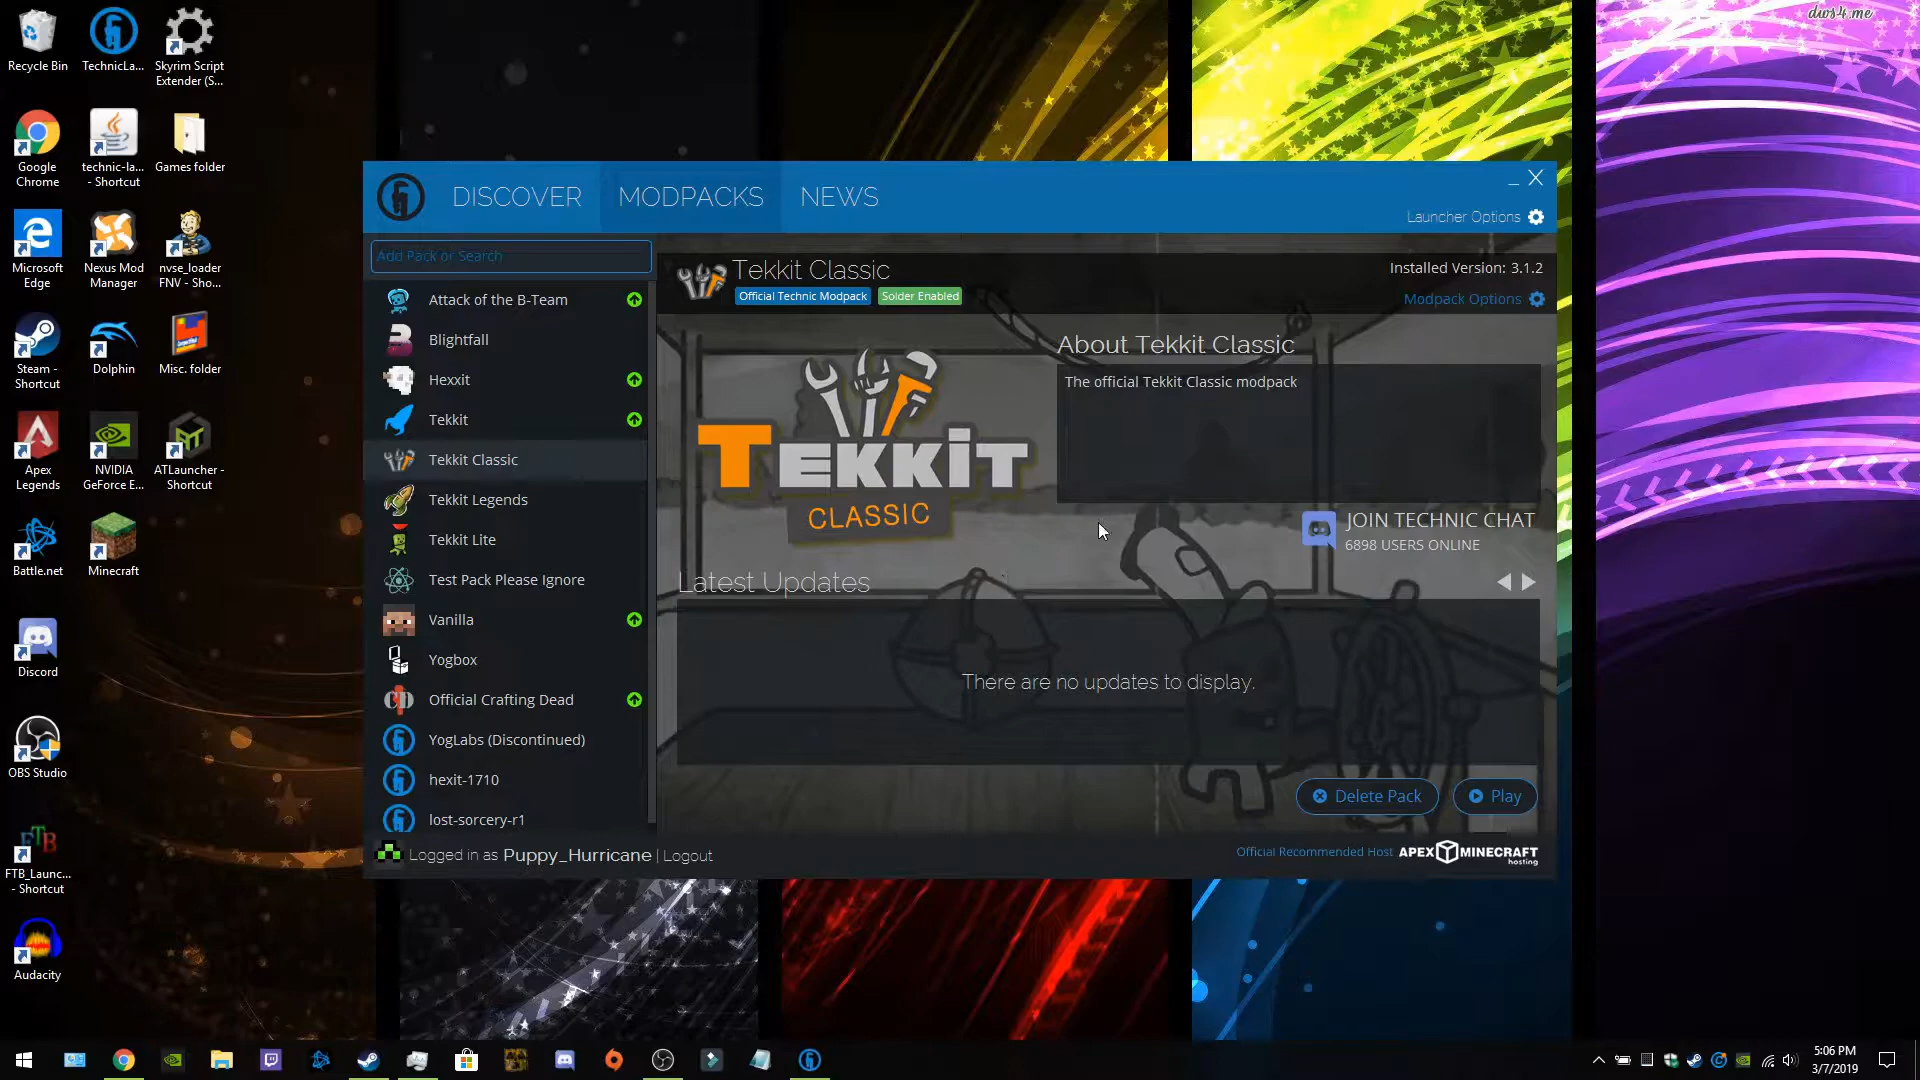 dws4.me
Recycle Bin
TechnicLa...
Skyrim Script
Extender (S...
Google
Chrome
technic-la...
- Shortcut
Games folder
Microsoft
Edge
Nexus Mod
Manager
nvse_loader
FNV - Sho...
Steam -
Shortcut
Dolphin
Misc. folder
Apex
Legends
NVIDIA
GeForce E...
ATLauncher -
Shortcut
Battle.net
Minecraft
Discord
OBS Studio
FTB_Launc...
- Shortcut
Audacity
DISCOVER
MODPACKS
NEWS
Launcher Options
Add Pack or Search
Attack of the B-Team
Blightfall
Hexxit
Tekkit
Tekkit Classic
Tekkit Legends
Tekkit Lite
Test Pack Please Ignore
Vanilla
Yogbox
Official Crafting Dead
YogLabs (Discontinued)
hexit-1710
lost-sorcery-r1
Tekkit Classic
Official Technic Modpack
Solder Enabled
Installed Version: 3.1.2
Modpack Options
TEKKIT
CLASSIC
About Tekkit Classic
The official Tekkit Classic modpack
JOIN TECHNIC CHAT
6898 USERS ONLINE
Latest Updates
There are no updates to display.
Delete Pack
Play
Logged in as Puppy_Hurricane | Logout
Official Recommended Host APEX MINECRAFT
hosting
5:06 PM
3/7/2019